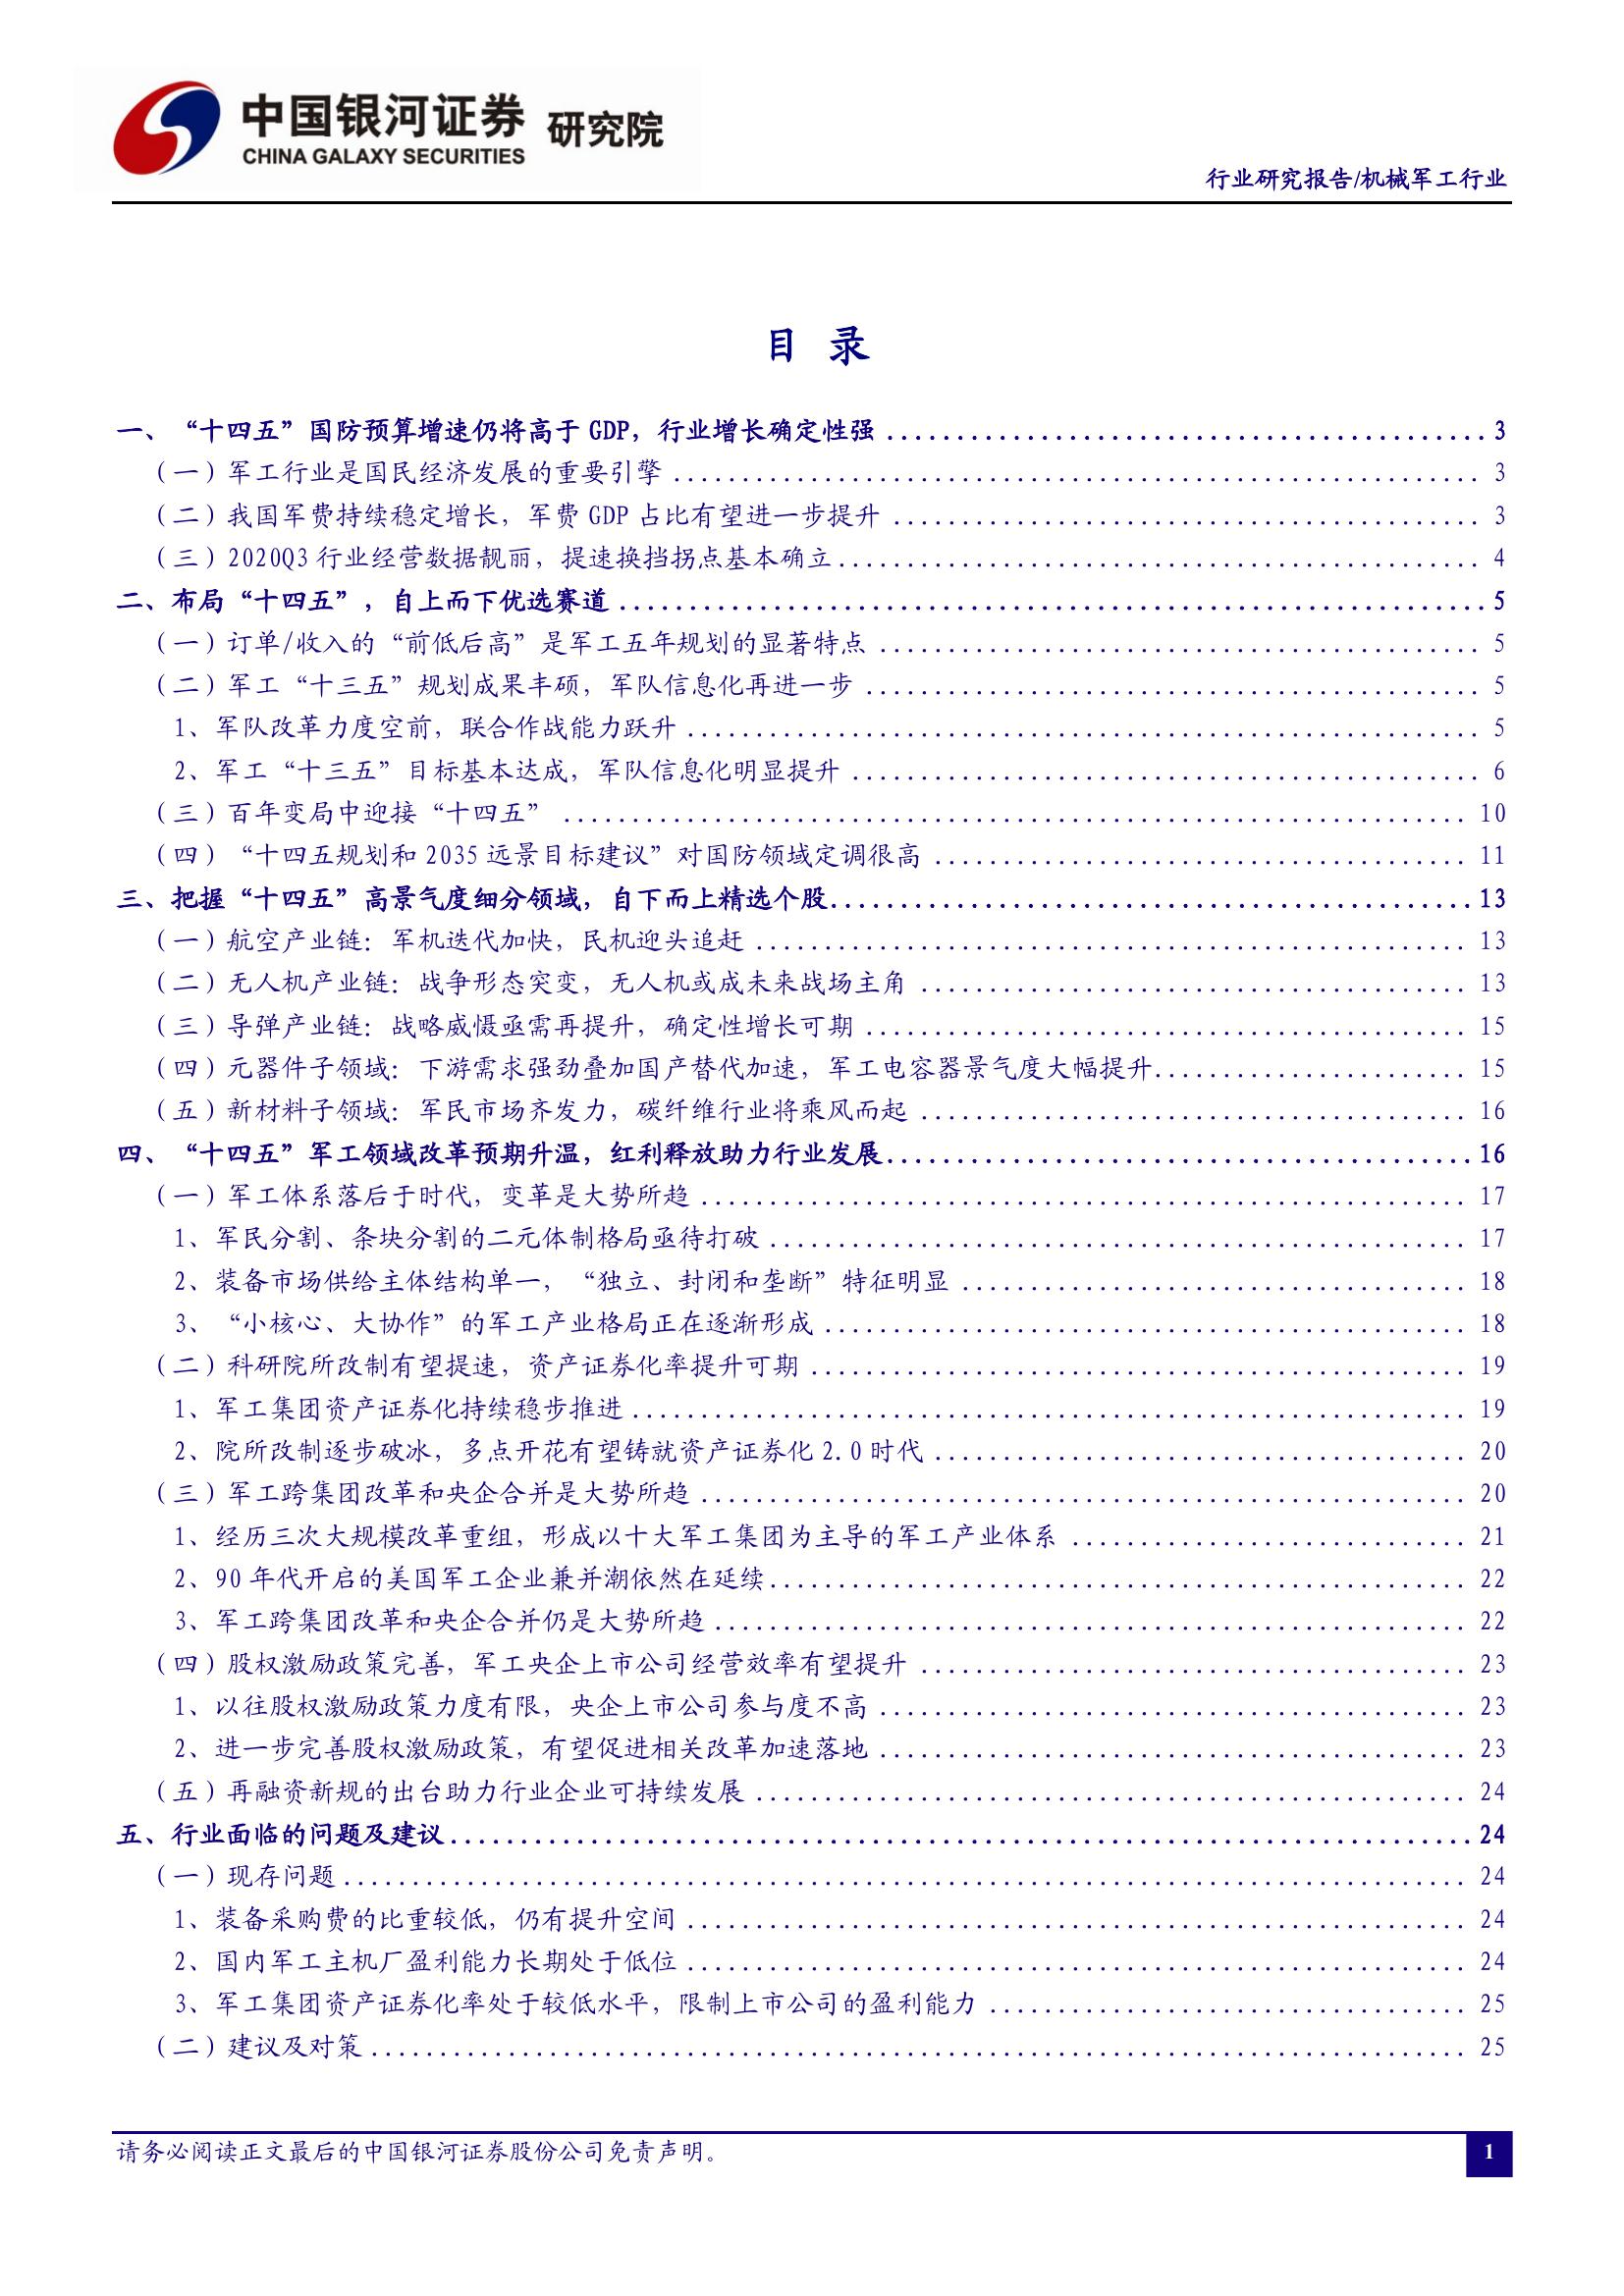 中国银河证券 研究院
CHINA GALAXY SECURITIES
行业研究报告/机械军工行业
目 录
一、“十四五”国防预算增速仍将高于 GDP，行业增长确定性强 ........ 3
（一）军工行业是国民经济发展的重要引擎 ........ 3
（二）我国军费持续稳定增长，军费 GDP 占比有望进一步提升 ........ 3
（三）2020Q3 行业经营数据靓丽，提速换挡拐点基本确立 ........ 4
二、布局“十四五”，自上而下优选赛道 ........ 5
（一）订单/收入的“前低后高”是军工五年规划的显著特点 ........ 5
（二）军工“十三五”规划成果丰硕，军队信息化再进一步 ........ 5
1、军队改革力度空前，联合作战能力跃升 ........ 5
2、军工“十三五”目标基本达成，军队信息化明显提升 ........ 6
（三）百年变局中迎接“十四五” ........ 10
（四）“十四五规划和 2035 远景目标建议”对国防领域定调很高 ........ 11
三、把握“十四五”高景气度细分领域，自下而上精选个股 ........ 13
（一）航空产业链：军机迭代加快，民机迎头追赶 ........ 13
（二）无人机产业链：战争形态突变，无人机或成未来战场主角 ........ 13
（三）导弹产业链：战略威慑亟需再提升，确定性增长可期 ........ 15
（四）元器件子领域：下游需求强劲叠加国产替代加速，军工电容器景气度大幅提升 ........ 15
（五）新材料子领域：军民市场齐发力，碳纤维行业将乘风而起 ........ 16
四、“十四五”军工领域改革预期升温，红利释放助力行业发展 ........ 16
（一）军工体系落后于时代，变革是大势所趋 ........ 17
1、军民分割、条块分割的二元体制格局亟待打破 ........ 17
2、装备市场供给主体结构单一，“独立、封闭和垄断”特征明显 ........ 18
3、“小核心、大协作”的军工产业格局正在逐渐形成 ........ 18
（二）科研院所改制有望提速，资产证券化率提升可期 ........ 19
1、军工集团资产证券化持续稳步推进 ........ 19
2、院所改制逐步破冰，多点开花有望铸就资产证券化 2.0 时代 ........ 20
（三）军工跨集团改革和央企合并是大势所趋 ........ 20
1、经历三次大规模改革重组，形成以十大军工集团为主导的军工产业体系 ........ 21
2、90 年代开启的美国军工企业兼并潮依然在延续 ........ 22
3、军工跨集团改革和央企合并仍是大势所趋 ........ 22
（四）股权激励政策完善，军工央企上市公司经营效率有望提升 ........ 23
1、以往股权激励政策力度有限，央企上市公司参与度不高 ........ 23
2、进一步完善股权激励政策，有望促进相关改革加速落地 ........ 23
（五）再融资新规的出台助力行业企业可持续发展 ........ 24
五、行业面临的问题及建议 ........ 24
（一）现存问题 ........ 24
1、装备采购费的比重较低，仍有提升空间 ........ 24
2、国内军工主机厂盈利能力长期处于低位 ........ 24
3、军工集团资产证券化率处于较低水平，限制上市公司的盈利能力 ........ 25
（二）建议及对策 ........ 25
请务必阅读正文最后的中国银河证券股份公司免责声明。
1